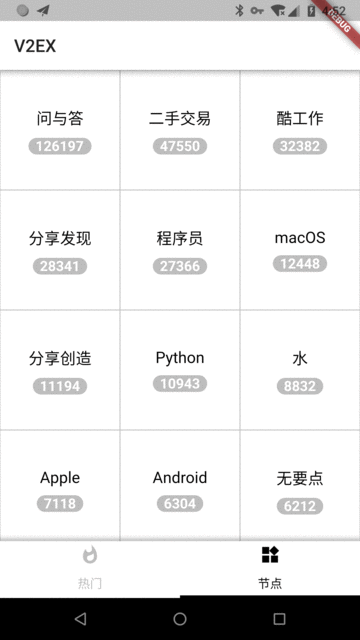 4:52
DEBUG
V2EX
问与答
126197
二手交易
47550
酷工作
32382
分享发现
28341
程序员
27366
macOS
12448
分享创造
11194
Python
10943
水
8832
Apple
7118
Android
6304
无要点
6212
热门
节点